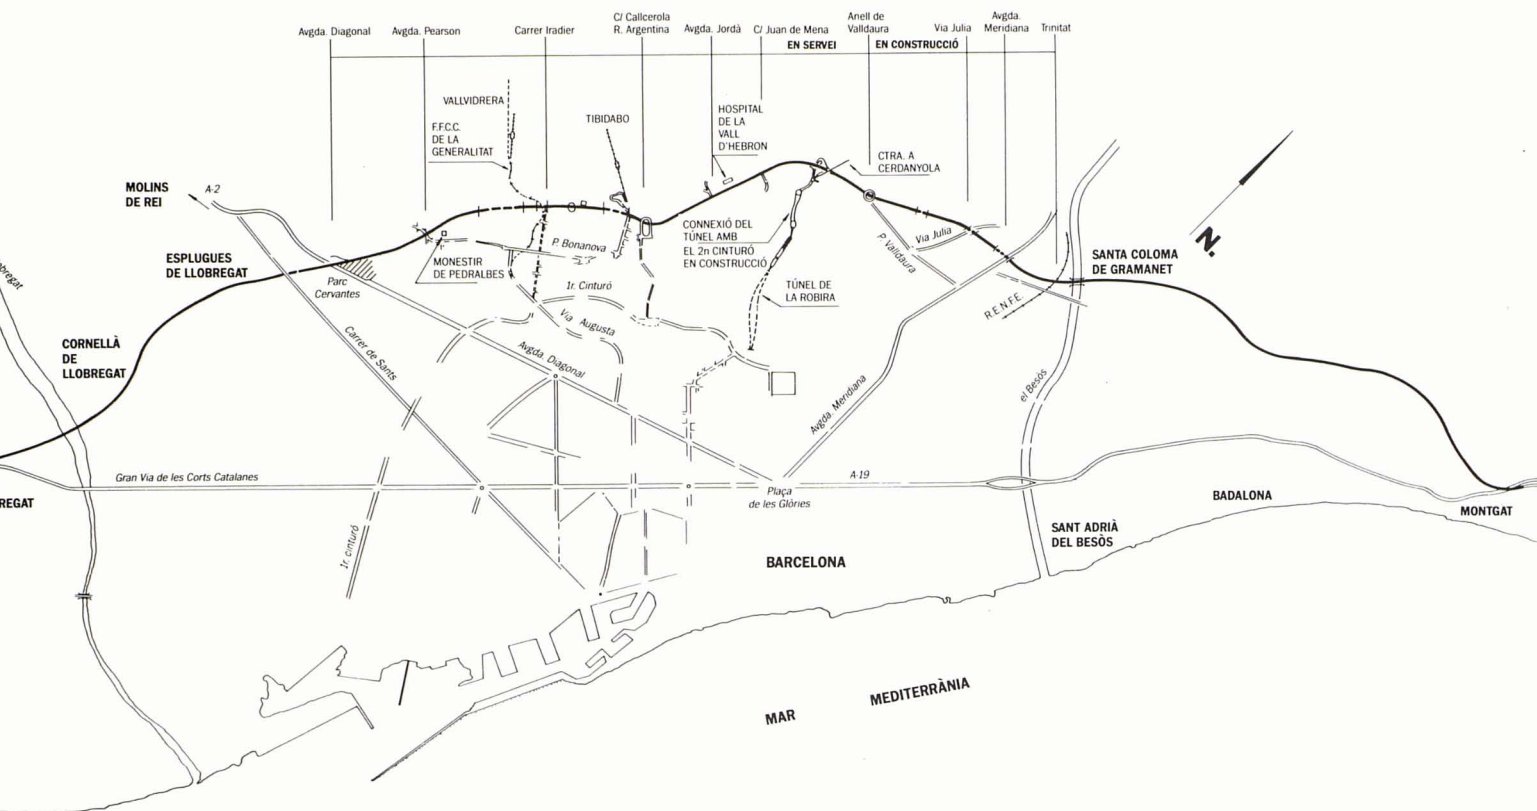 C/ Callcerola
R. Argentina
Anell de
Valldaura
Avgda.
Meridiana
Avgda. Diagonal
Avgda. Pearson
Carrer Iradier
Avgda. Jordà
C/ Juan de Mena
Via Julia
Trinitat
EN SERVEI
EN CONSTRUCCIÓ
VALLVIDRERA
F.F.C.C.
DE LA
GENERALITAT
TIBIDABO
HOSPITAL
DE LA
VALL
D'HEBRON
CTRA. A
CERDANYOLA
MOLINS
DE REI
A-2
CONNEXIÓ DEL
TÚNEL AMB
EL 2n CINTURÓ
EN CONSTRUCCIÓ
P. Bonanova
Via Julia
P. Valldaura
N.
ESPLUGUES
DE LLOBREGAT
MONESTIR
DE PEDRALBES
Parc
Cervantes
SANTA COLOMA
DE GRAMANET
1r. Cinturó
TÚNEL DE
LA ROBIRA
R.E.N.F.E.
Via Augusta
Carrer de Sants
Avgda. Diagonal
CORNELLÀ
DE
LLOBREGAT
Avgda. Meridiana
el Besòs
Gran Via de les Corts Catalanes
A-19
Plaça
de les Glòries
REGAT
BADALONA
MONTGAT
1r. cinturó
SANT ADRIÀ
DEL BESÒS
BARCELONA
MAR MEDITERRÀNIA